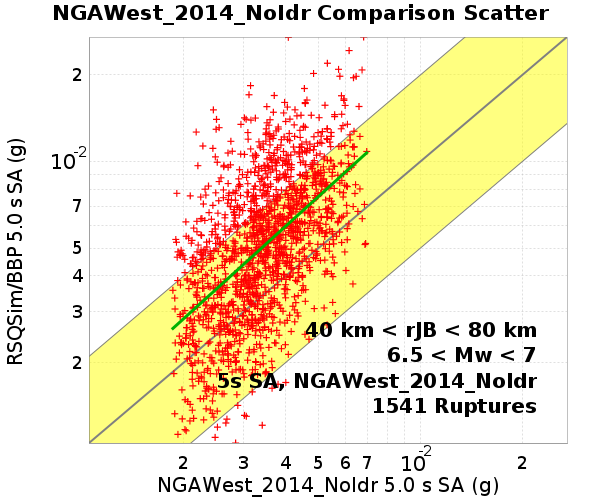 NGAWest_2014_NoIdr Comparison Scatter
RSQSim/BBP 5.0 s SA (g)
2
10-2
7
5
4
3
2
40 km < rJB < 80 km
6.5 < Mw < 7
5s SA, NGAWest_2014_NoIdr
1541 Ruptures
2 3 4 5 6 7 10-2 2
NGAWest_2014_NoIdr 5.0 s SA (g)